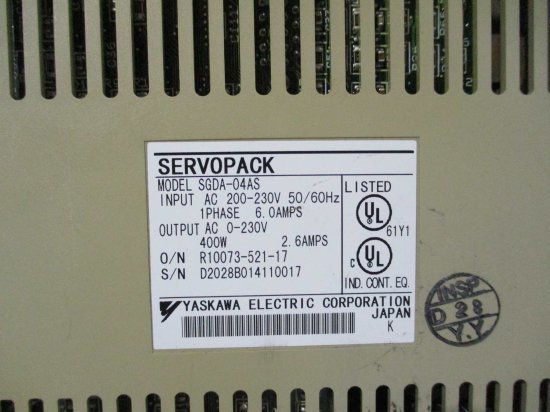 SERVOPACK
MODEL SGDA-04AS
INPUT AC 200-230V 50/60Hz
1PHASE 6.0AMPS
OUTPUT AC 0-230V
400W 2.6AMPS
O/N R10073-521-17
S/N D2028B014110017
LISTED
UL
61Y1
c UL
IND. CONT. EQ.
YASKAWA ELECTRIC CORPORATION
JAPAN
K
INSP
D 28
Y.Y